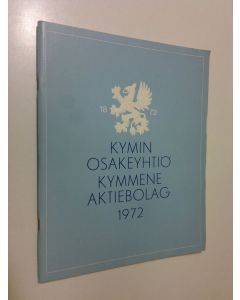 18 72
KYMIN
OSAKEYHTIÖ
KYMMENE
AKTIEBOLAG
1972